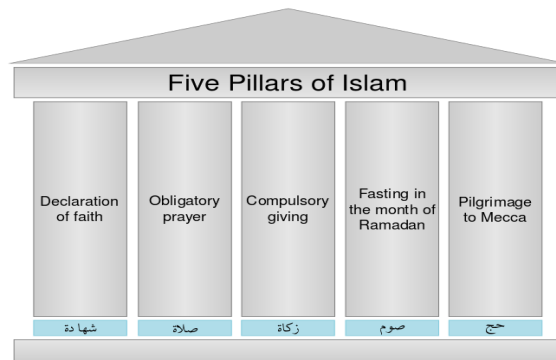 Five Pillars of Islam
Declaration
of faith
Obligatory
prayer
Compulsory
giving
Fasting in
the month of
Ramadan
Pilgrimage
to Mecca
شهادة
صلاة
زكاة
صوم
حج